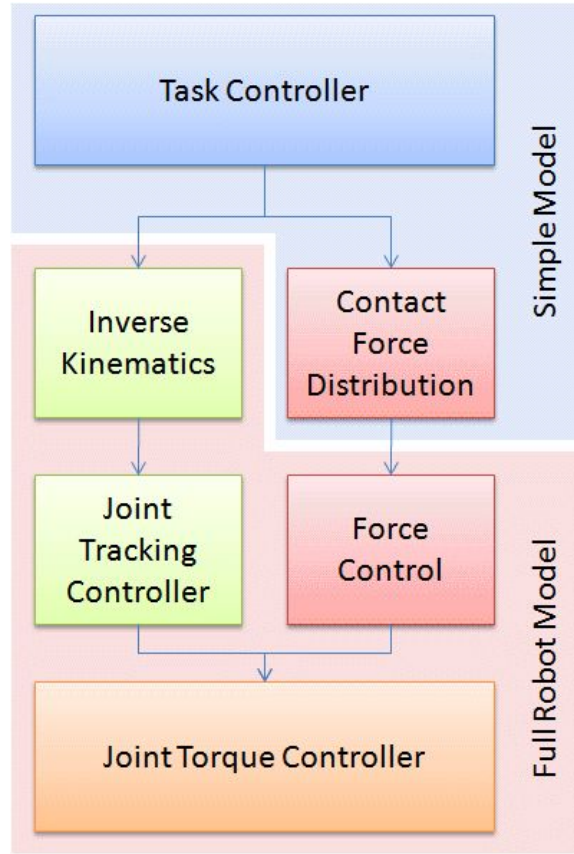 Task Controller
Simple Model
Inverse
Kinematics
Contact
Force
Distribution
Joint
Tracking
Controller
Force
Control
Full Robot Model
Joint Torque Controller